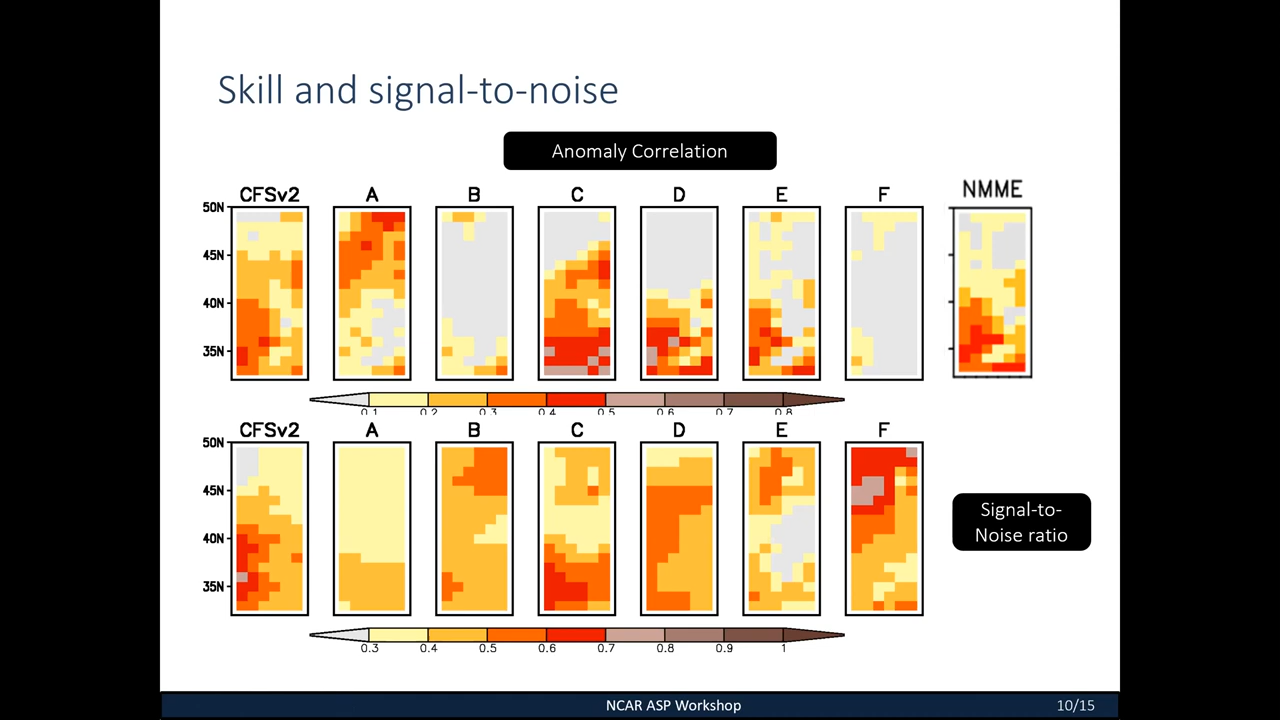 Skill and signal-to-noise
Anomaly Correlation
CFSv2 A B C D E F NMME
50N
45N
40N
35N
0.1 0.2 0.3 0.4 0.5 0.6 0.7 0.8
CFSv2 A B C D E F
50N
45N
40N
35N
Signal-to-
Noise ratio
0.3 0.4 0.5 0.6 0.7 0.8 0.9 1
NCAR ASP Workshop 10/15